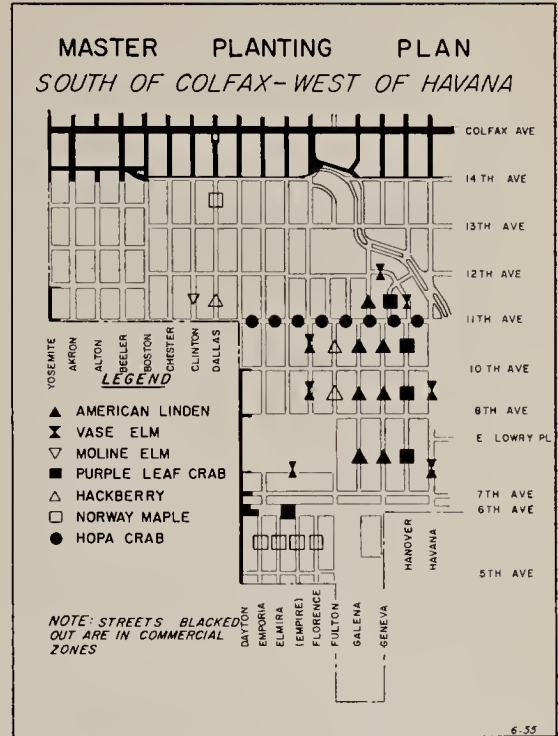 MASTER PLANTING PLAN
SOUTH OF COLFAX-WEST OF HAVANA
COLFAX AVE
14 TH AVE
13TH AVE
12TH AVE
11TH AVE
10 TH AVE
8TH AVE
E LOWRY PL
7TH AVE
6TH AVE
5TH AVE
YOSEMITE
AKRON
ALTON
BEELER
BOSTON
CHESTER
CLINTON
DALLAS
LEGEND
AMERICAN LINDEN
VASE ELM
MOLINE ELM
PURPLE LEAF CRAB
HACKBERRY
NORWAY MAPLE
HOPA CRAB
HANOVER
HAVANA
DAYTON
EMPORIA
ELMIRA
(EMPIRE)
FLORENCE
FULTON
GALENA
GENEVA
NOTE: STREETS BLACKED
OUT ARE IN COMMERCIAL
ZONES
6-55